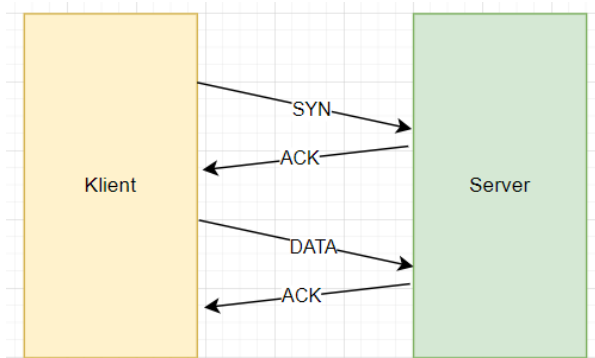 SYN
ACK
Klient
Server
DATA
ACK